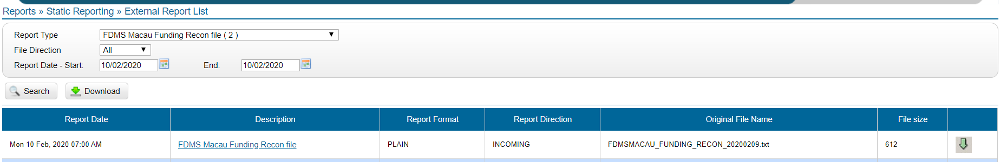 Reports » Static Reporting » External Report List
Report Type FDMS Macau Funding Recon file ( 2 )
File Direction All
Report Date - Start: 10/02/2020 End: 10/02/2020
Search Download
Report Date Description Report Format Report Direction Original File Name File size
Mon 10 Feb, 2020 07:00 AM FDMS Macau Funding Recon file PLAIN INCOMING FDMSMACAU_FUNDING_RECON_20200209.txt 612